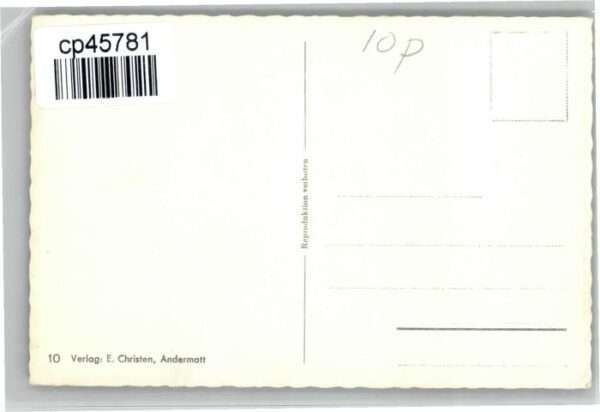 cp45781
10p
Reproduktion verboten
10 Verlag: E. Christen, Andermatt